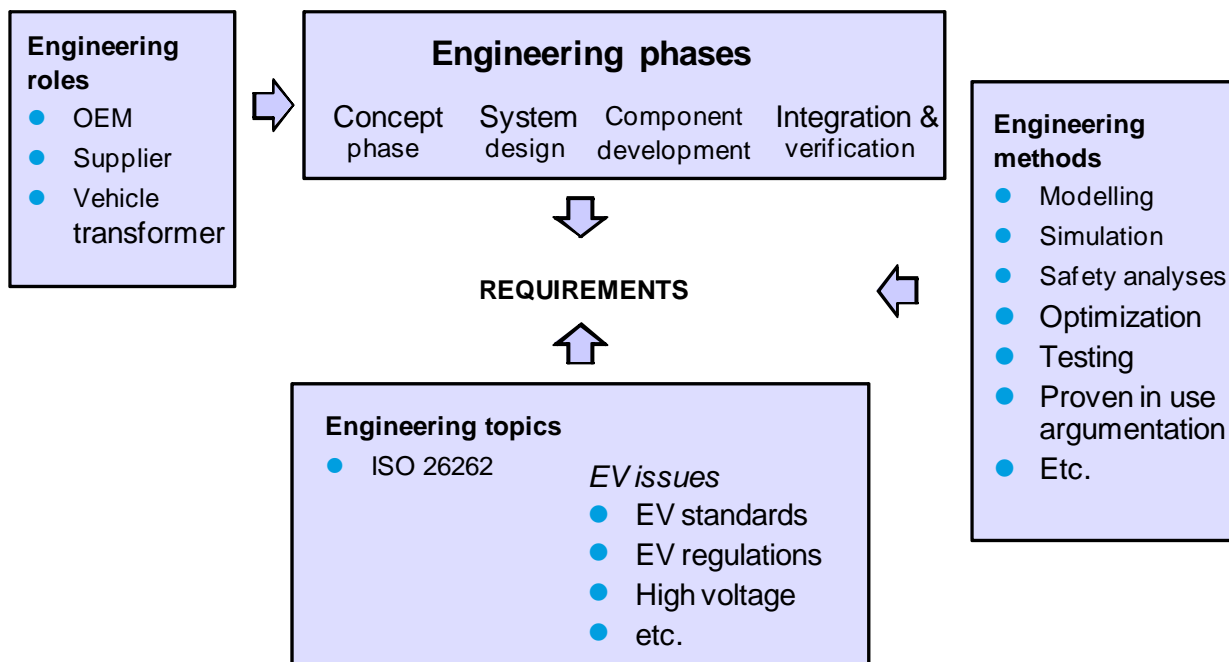 Engineering
roles
OEM
Supplier
Vehicle
transformer
Engineering phases
Concept
phase
System
design
Component
development
Integration &
verification
Engineering
methods
Modelling
Simulation
Safety analyses
Optimization
Testing
Proven in use
argumentation
Etc.
REQUIREMENTS
Engineering topics
ISO 26262
EV issues
EV standards
EV regulations
High voltage
etc.